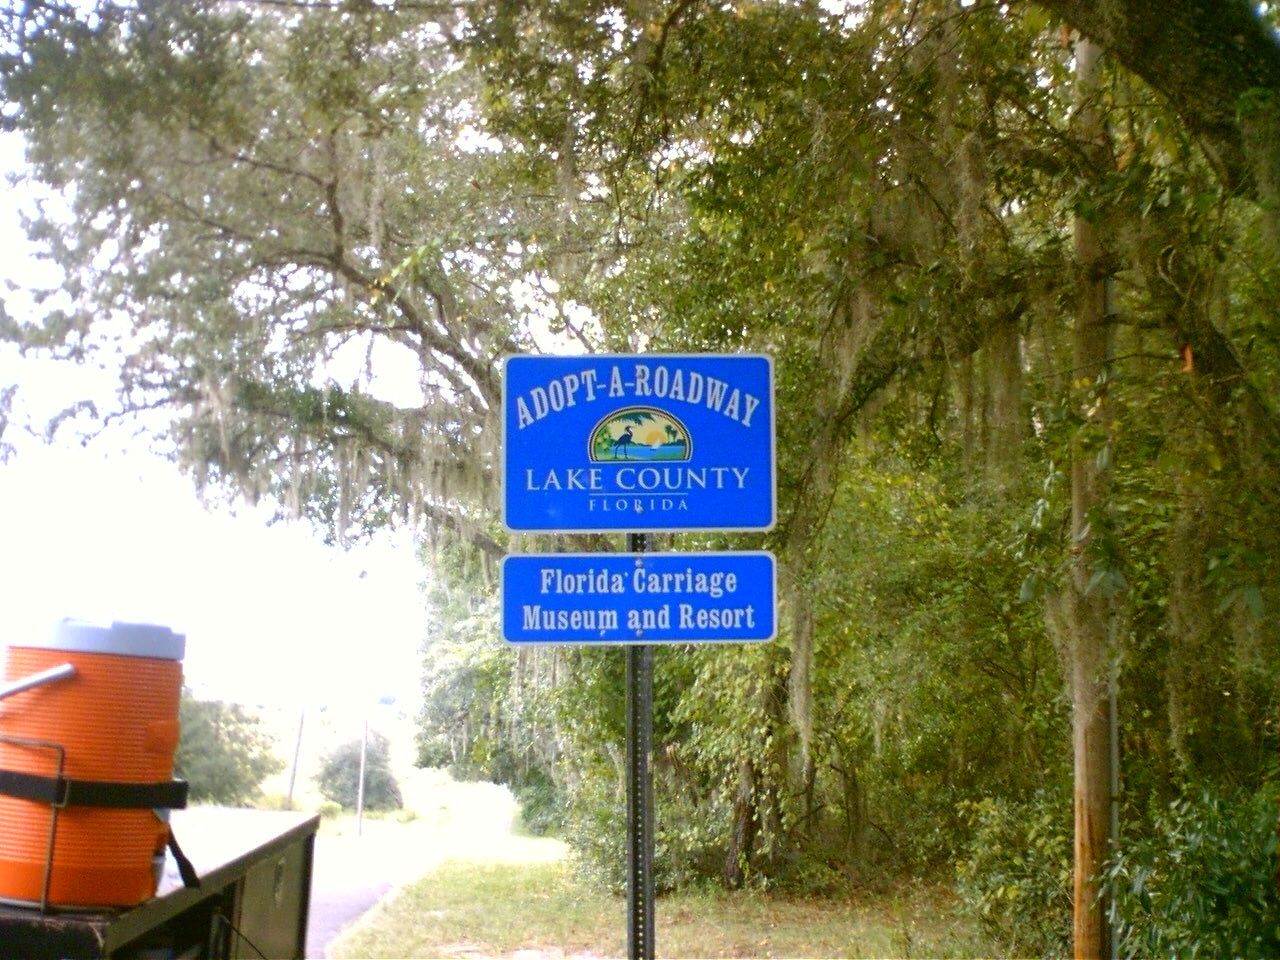 ADOPT-A-ROADWAY
LAKE COUNTY
FLORIDA
Florida Carriage
Museum and Resort